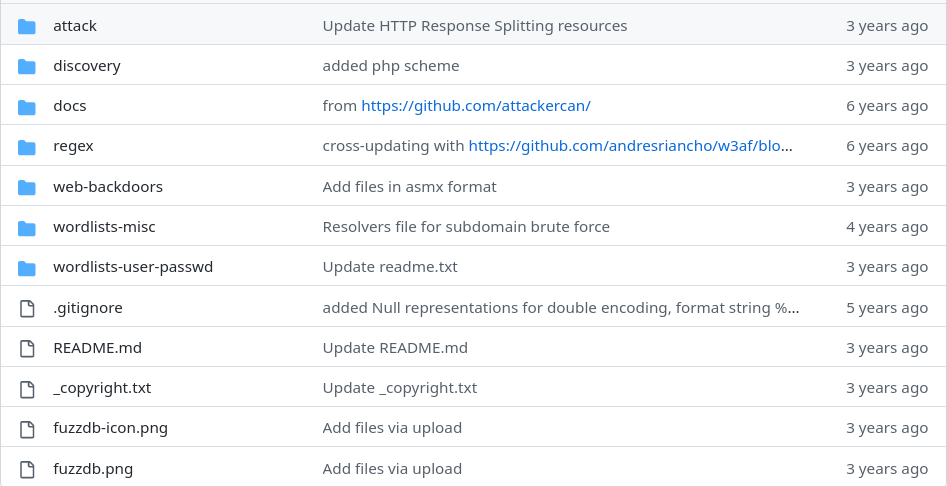 attack Update HTTP Response Splitting resources 3 years ago
discovery added php scheme 3 years ago
docs from https://github.com/attackercan/ 6 years ago
regex cross-updating with https://github.com/andresriancho/w3af/blo... 6 years ago
web-backdoors Add files in asmx format 3 years ago
wordlists-misc Resolvers file for subdomain brute force 4 years ago
wordlists-user-passwd Update readme.txt 3 years ago
.gitignore added Null representations for double encoding, format string %... 5 years ago
README.md Update README.md 3 years ago
_copyright.txt Update _copyright.txt 3 years ago
fuzzdb-icon.png Add files via upload 3 years ago
fuzzdb.png Add files via upload 3 years ago